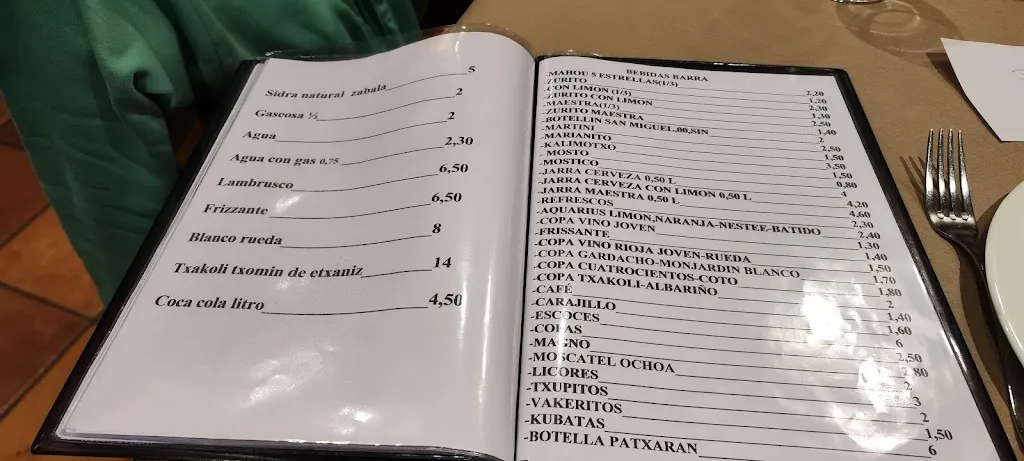 Sidra natural zabala 5
Gaseosa ½ 2
Agua 2
Agua con gas 0,75 2,30
Lambrusco 6,50
Frizzante 6,50
Blanco rueda 8
Txakoli txomin de etxaniz 14
Coca cola litro 4,50
BEBIDAS BARRA
-MAHOU 5 ESTRELLAS(1/3) 2,20
-ZURITO 1,20
-CON LIMON (1/3) 2,30
-ZURITO CON LIMON 1,30
-MAESTRA(1/3) 2,50
-ZURITO MAESTRA 1,40
-BOTELLIN SAN MIGUEL,00,SIN 2
-MARTINI 2,50
-MARIANITO 1,50
-KALIMOTXO 3,50
- MOSTO 1,50
-MOSTICO 0,80
-JARRA CERVEZA 0,50 L 4
-JARRA CERVEZA CON LIMON 0,50 L 4,20
-JARRA MAESTRA 0,50 L 4,60
-REFRESCOS 2,30
-AQUARIUS LIMON,NARANJA-NESTEE-BATIDO 2,40
-COPA VINO JOVEN 1,30
-FRISSANTE 1,40
-COPA VINO RIOJA JOVEN-RUEDA 1,50
-COPA GARDACHO-MONJARDIN BLANCO 1,70
-COPA CUATROCIENTOS-COTO 1,80
-COPA TXAKOLI-ALBARIÑO 2
-CAFÉ 1,40
-CARAJILLO 1,60
-ESCOCES 6
-COPAS 2,50
-MAGNO 2,80
-MOSCATEL OCHOA 2
-LICORES 3
-TXUPITOS 2
-VAKERITOS 1,50
-KUBATAS 6
-BOTELLA PATXARAN